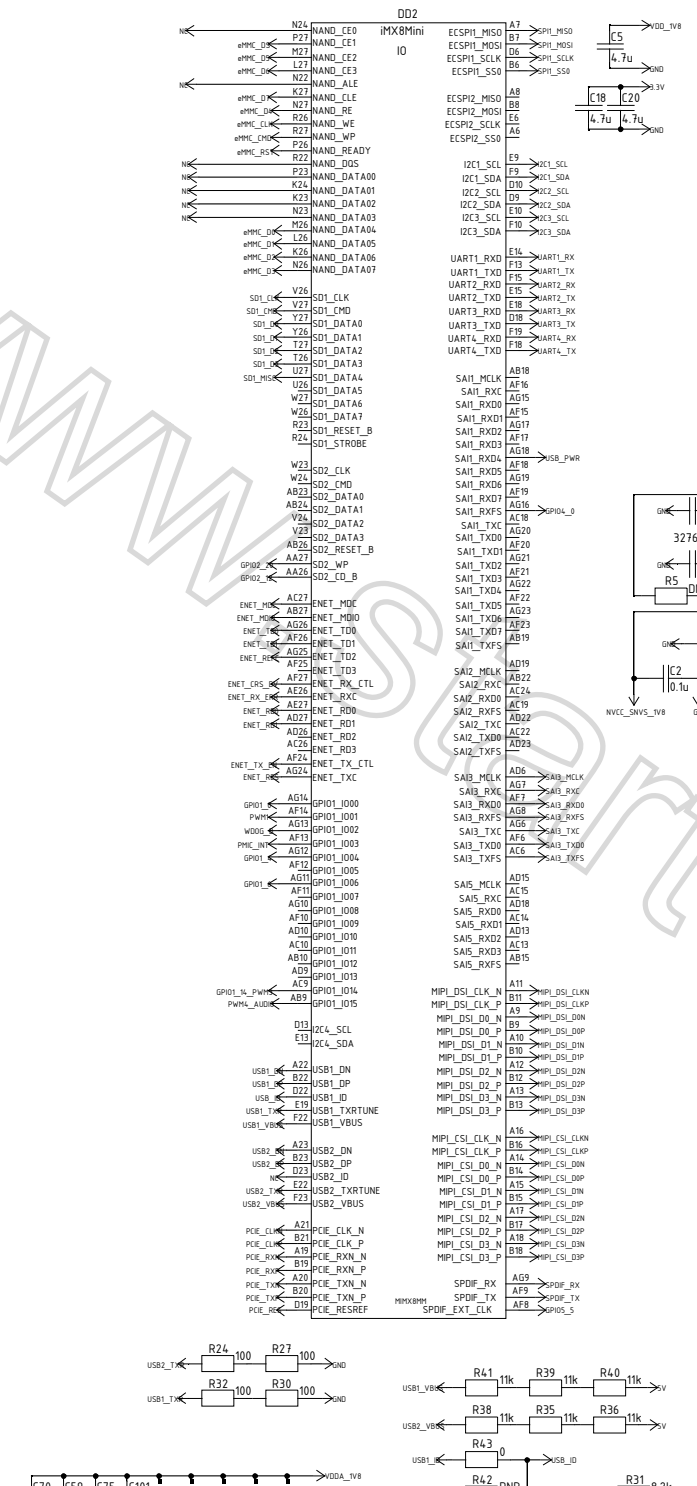 DD2
iMX8Mini
IO
N24 NAND_CE0
P27 NAND_CE1
M27 NAND_CE2
L27 NAND_CE3
N22 NAND_ALE
K27 NAND_CLE
N27 NAND_RE
R26 NAND_WE
R27 NAND_WP
P26 NAND_READY
R22 NAND_DQS
P23 NAND_DATA00
K24 NAND_DATA01
K23 NAND_DATA02
N23 NAND_DATA03
M26 NAND_DATA04
L26 NAND_DATA05
K26 NAND_DATA06
N26 NAND_DATA07
V26 SD1_CLK
V27 SD1_CMD
Y27 SD1_DATA0
Y26 SD1_DATA1
T27 SD1_DATA2
T26 SD1_DATA3
U27 SD1_DATA4
U26 SD1_DATA5
W27 SD1_DATA6
W26 SD1_DATA7
R23 SD1_RESET_B
R24 SD1_STROBE
W23 SD2_CLK
W24 SD2_CMD
AB23 SD2_DATA0
AB24 SD2_DATA1
V24 SD2_DATA2
V23 SD2_DATA3
AB26 SD2_RESET_B
AA27 SD2_WP
AA26 SD2_CD_B
AC27 ENET_MDC
AB27 ENET_MDIO
AG26 ENET_TD0
AF26 ENET_TD1
AG25 ENET_TD2
AF25 ENET_TD3
AF27 ENET_RX_CTL
AE26 ENET_RXC
AE27 ENET_RD0
AD27 ENET_RD1
AD26 ENET_RD2
AC26 ENET_RD3
AF24 ENET_TX_CTL
AG24 ENET_TXC
AG14 GPIO1_IO00
PWM1 AF14 GPIO1_IO01
AG13 GPIO1_IO02
PMIC_INT AF13 GPIO1_IO03
AG12 GPIO1_IO04
AF12 GPIO1_IO05
AG11 GPIO1_IO06
AF11 GPIO1_IO07
AG10 GPIO1_IO08
AF10 GPIO1_IO09
AD10 GPIO1_IO10
AC10 GPIO1_IO11
AB10 GPIO1_IO12
AD9 GPIO1_IO13
AC9 GPIO1_IO14
AB9 GPIO1_IO15
D13 I2C4_SCL
E13 I2C4_SDA
A22 USB1_DN
B22 USB1_DP
D22 USB1_ID
E19 USB1_TXRTUNE
F22 USB1_VBUS
A23 USB2_DN
B23 USB2_DP
D23 USB2_ID
E22 USB2_TXRTUNE
F23 USB2_VBUS
A21 PCIE_CLK_N
B21 PCIE_CLK_P
A19 PCIE_RXN_N
B19 PCIE_RXN_P
A20 PCIE_TXN_N
B20 PCIE_TXN_P
D19 PCIE_RESREF
ECSPI1_MISO A7 SPI1_MISO
ECSPI1_MOSI B7 SPI1_MOSI
ECSPI1_SCLK D6 SPI1_SCLK
ECSPI1_SS0 B6 SPI1_SS0
ECSPI2_MISO A8
ECSPI2_MOSI B8
ECSPI2_SCLK E6
ECSPI2_SS0 A6
I2C1_SCL E9 I2C1_SCL
I2C1_SDA F9 I2C1_SDA
I2C2_SCL D10 I2C2_SCL
I2C2_SDA D9 I2C2_SDA
I2C3_SCL E10 I2C3_SCL
I2C3_SDA F10 I2C3_SDA
UART1_RXD E14 UART1_RX
UART1_TXD F13 UART1_TX
UART2_RXD F15 UART2_RX
UART2_TXD E15 UART2_TX
UART3_RXD E18 UART3_RX
UART3_TXD D18 UART3_TX
UART4_RXD F19 UART4_RX
UART4_TXD F18 UART4_TX
SAI1_MCLK AB18
SAI1_RXC AF16
SAI1_RXD0 AG15
SAI1_RXD1 AF15
SAI1_RXD2 AG17
SAI1_RXD3 AF17
SAI1_RXD4 AG18 USB_PWR
SAI1_RXD5 AF18
SAI1_RXD6 AG19
SAI1_RXD7 AF19
SAI1_RXFS AG16 GPIO4_0
SAI1_TXC AC18
SAI1_TXD0 AG20
SAI1_TXD1 AF20
SAI1_TXD2 AG21
SAI1_TXD3 AF21
SAI1_TXD4 AG22
SAI1_TXD5 AF22
SAI1_TXD6 AG23
SAI1_TXD7 AF23
SAI1_TXFS AB19
SAI2_MCLK AD19
SAI2_RXC AB22
SAI2_RXD0 AC24
SAI2_RXFS AC19
SAI2_TXC AD22
SAI2_TXD0 AC22
SAI2_TXFS AD23
SAI3_MCLK AD6 SAI3_MCLK
SAI3_RXC AG7 SAI3_RXC
SAI3_RXD0 AF7 SAI3_RXD0
SAI3_RXFS AG8 SAI3_RXFS
SAI3_TXC AG6 SAI3_TXC
SAI3_TXD0 AF6 SAI3_TXD0
SAI3_TXFS AC6 SAI3_TXFS
SAI5_MCLK AD15
SAI5_RXC AC15
SAI5_RXD0 AD18
SAI5_RXD1 AC14
SAI5_RXD2 AD13
SAI5_RXD3 AC13
SAI5_RXFS AB15
MIPI_DSI_CLK_N A11 MIPI_DSI_CLKN
MIPI_DSI_CLK_P B11 MIPI_DSI_CLKP
MIPI_DSI_D0_N A9 MIPI_DSI_D0N
MIPI_DSI_D0_P B9 MIPI_DSI_D0P
MIPI_DSI_D1_N A10 MIPI_DSI_D1N
MIPI_DSI_D1_P B10 MIPI_DSI_D1P
MIPI_DSI_D2_N A12 MIPI_DSI_D2N
MIPI_DSI_D2_P B12 MIPI_DSI_D2P
MIPI_DSI_D3_N A13 MIPI_DSI_D3N
MIPI_DSI_D3_P B13 MIPI_DSI_D3P
MIPI_CSI_CLK_N A16 MIPI_CSI_CLKN
MIPI_CSI_CLK_P B16 MIPI_CSI_CLKP
MIPI_CSI_D0_N A14 MIPI_CSI_D0N
MIPI_CSI_D0_P B14 MIPI_CSI_D0P
MIPI_CSI_D1_N A15 MIPI_CSI_D1N
MIPI_CSI_D1_P B15 MIPI_CSI_D1P
MIPI_CSI_D2_N A17 MIPI_CSI_D2N
MIPI_CSI_D2_P B17 MIPI_CSI_D2P
MIPI_CSI_D3_N A18 MIPI_CSI_D3N
MIPI_CSI_D3_P B18 MIPI_CSI_D3P
SPDIF_RX AG9 SPDIF_RX
SPDIF_TX AF9 SPDIF_TX
SPDIF_EXT_CLK AF8 GPIO5_5
MIMX8MM
VDD_1V8
C5
4.7u
GND
3.3V
C18 C20
4.7u 4.7u
GND
R5
C2
0.1u
NVCC_SNVS_1V8
R24 100 R27 100 GND
R32 100 R30 100 GND
R41 11k R39 11k R40 11k 5V
R38 11k R35 11k R36 11k 5V
R43 0 USB_ID
R42 DNP
R31
VDDA_1V8